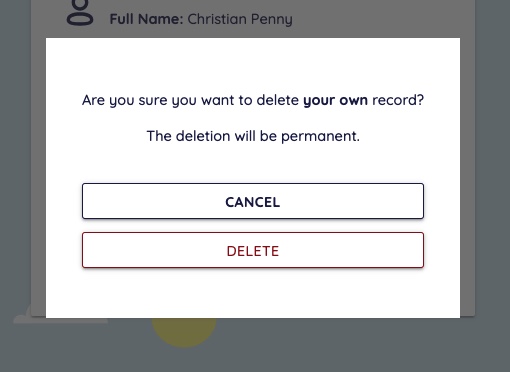 Full Name: Christian Penny
Are you sure you want to delete your own record?
The deletion will be permanent.
CANCEL
DELETE